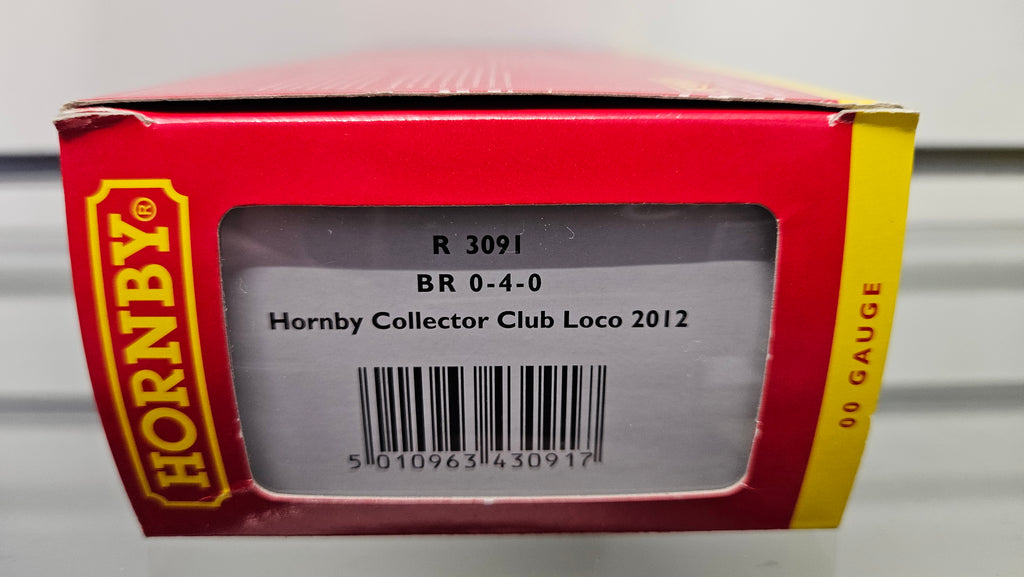 HORNBY®
R 3091
BR 0-4-0
Hornby Collector Club Loco 2012
5 010963 430917
00 GAUGE